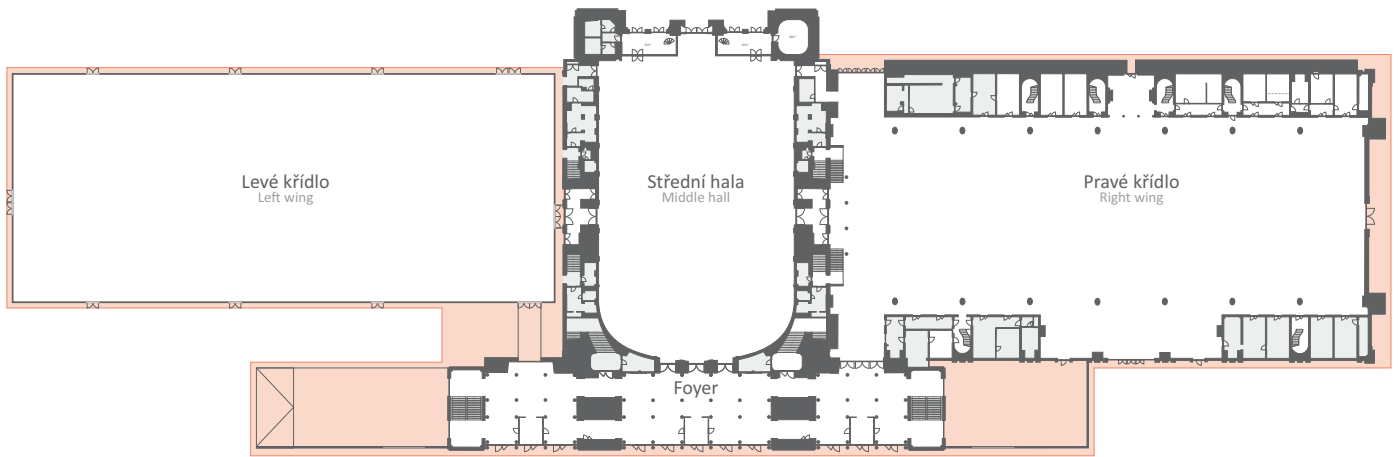 Levé křídlo
Left wing
Střední hala
Middle hall
Pravé křídlo
Right wing
Foyer